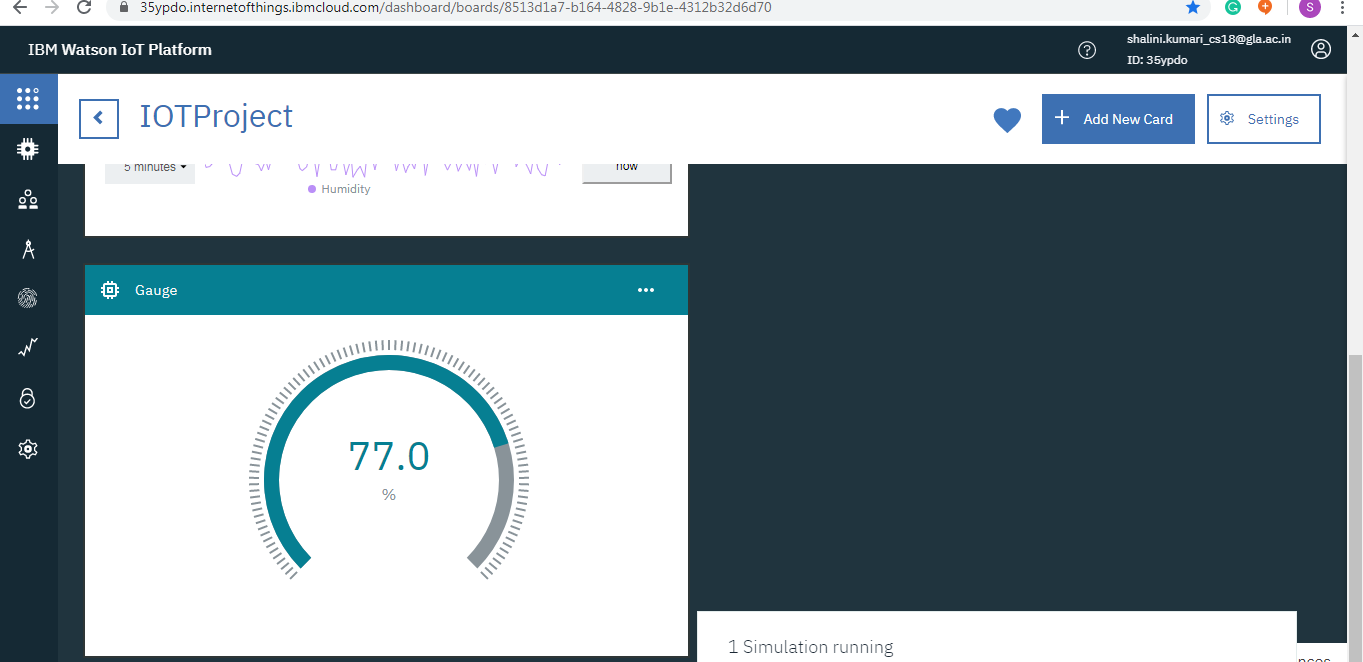 35ypdo.internetofthings.ibmcloud.com/dashboard/boards/8513d1a7-b164-4828-9b1e-4312b32d6d70
S
IBM Watson IoT Platform
shalini.kumari_cs18@gla.ac.in
ID: 35ypdo
IOTProject
Add New Card
Settings
5 minutes
now
Humidity
Gauge
77.0
%
1 Simulation running